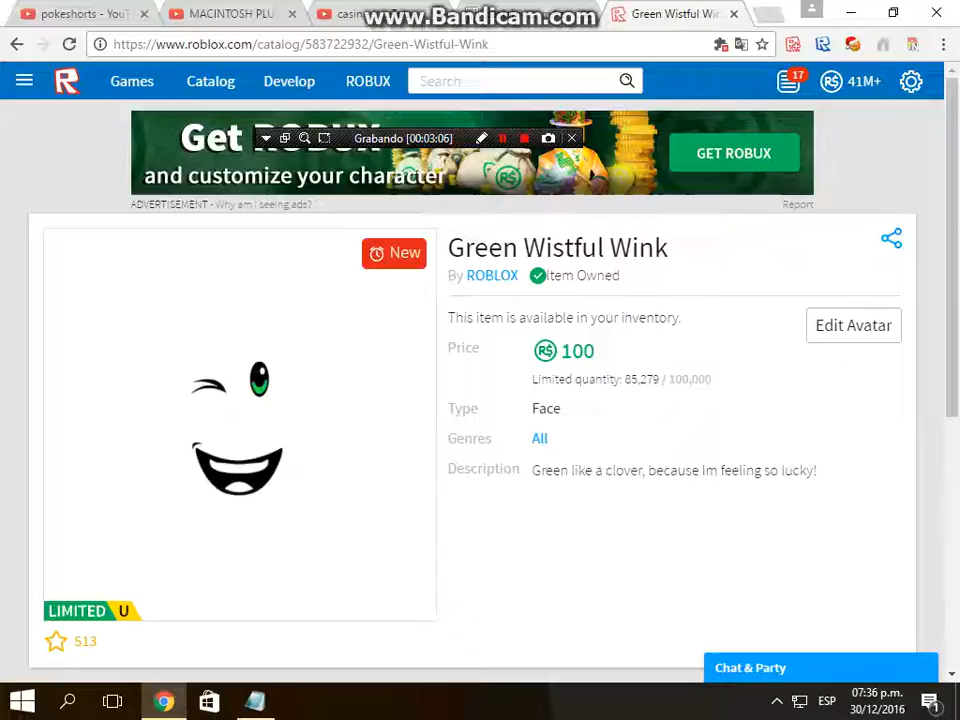 pokeshorts - YouT
MACINTOSH PLU
casin
www.Bandicam.com
Green Wistful Wi
https://www.roblox.com/catalog/583722932/Green-Wistful-Wink
Games
Catalog
Develop
ROBUX
Search
17
R$ 41M+
Get ROBUX
Grabando [00:03:06]
and customize your character
GET ROBUX
ADVERTISEMENT - Why am I seeing ads?
Report
New
Green Wistful Wink
By ROBLOX Item Owned
This item is available in your inventory.
Edit Avatar
Price
R$ 100
Limited quantity: 85,279 / 100,000
Type
Face
Genres
All
Description
Green like a clover, because Im feeling so lucky!
LIMITED U
513
Chat & Party
ESP
07:36 p.m.
30/12/2016
1